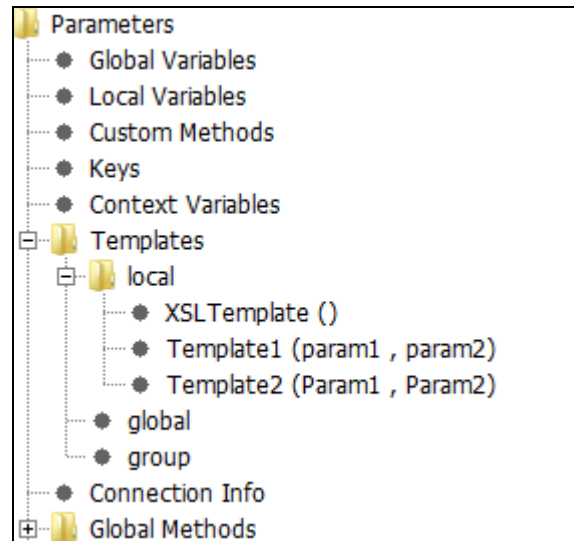 Parameters
Global Variables
Local Variables
Custom Methods
Keys
Context Variables
Templates
local
XSLTemplate ()
Template1 (param1 , param2)
Template2 (Param1 , Param2)
global
group
Connection Info
Global Methods